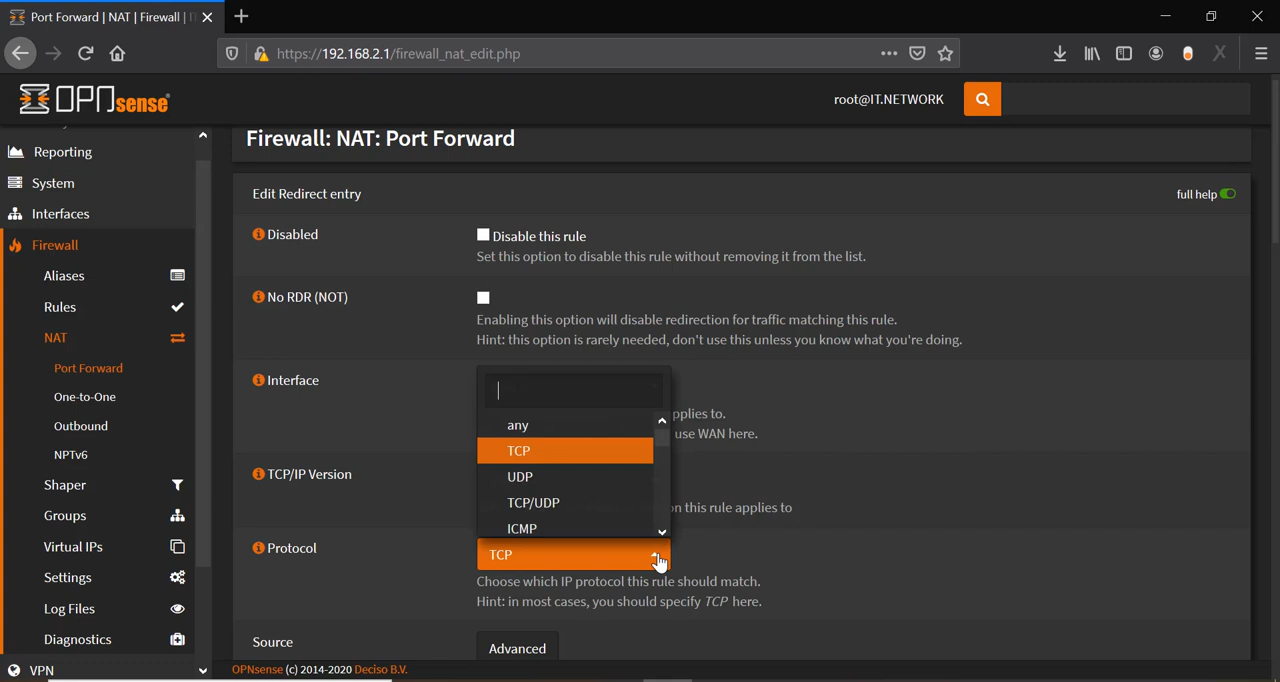 Port Forward | NAT | Firewall |
https://192.168.2.1/firewall_nat_edit.php
OPNsense
root@IT.NETWORK
Reporting
System
Interfaces
Firewall
Aliases
Rules
NAT
Port Forward
One-to-One
Outbound
NPTv6
Shaper
Groups
Virtual IPs
Settings
Log Files
Diagnostics
VPN
Firewall: NAT: Port Forward
Edit Redirect entry
full help
Disabled
Disable this rule
Set this option to disable this rule without removing it from the list.
No RDR (NOT)
Enabling this option will disable redirection for traffic matching this rule.
Hint: this option is rarely needed, don't use this unless you know what you're doing.
Interface
applies to.
use WAN here.
any
TCP
UDP
TCP/UDP
ICMP
TCP/IP Version
on this rule applies to
Protocol
TCP
Choose which IP protocol this rule should match.
Hint: in most cases, you should specify TCP here.
Source
Advanced
OPNsense (c) 2014-2020 Deciso B.V.